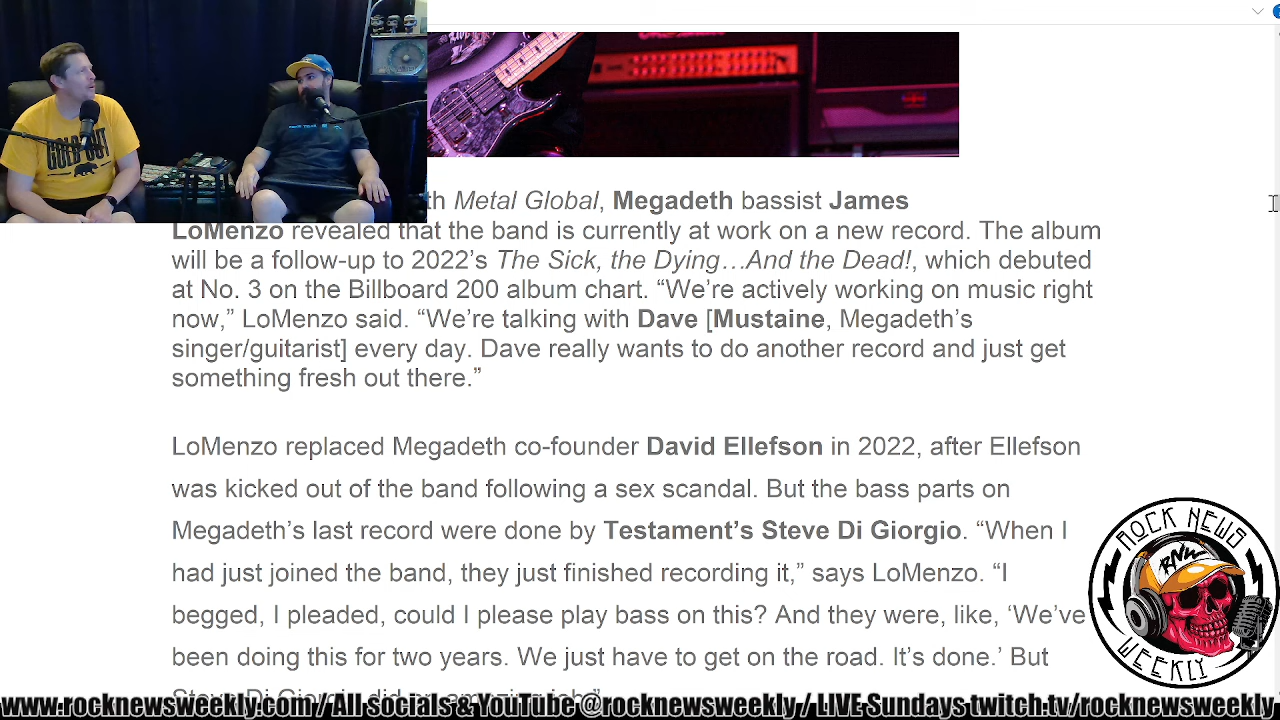 GOLD OUT
th Metal Global, Megadeth bassist James
LoMenzo revealed that the band is currently at work on a new record. The album
will be a follow-up to 2022’s The Sick, the Dying…And the Dead!, which debuted
at No. 3 on the Billboard 200 album chart. “We’re actively working on music right
now,” LoMenzo said. “We’re talking with Dave [Mustaine, Megadeth’s
singer/guitarist] every day. Dave really wants to do another record and just get
something fresh out there.”
LoMenzo replaced Megadeth co-founder David Ellefson in 2022, after Ellefson
was kicked out of the band following a sex scandal. But the bass parts on
Megadeth’s last record were done by Testament’s Steve Di Giorgio. “When I
had just joined the band, they just finished recording it,” says LoMenzo. “I
begged, I pleaded, could I please play bass on this? And they were, like, ‘We’ve
been doing this for two years. We just have to get on the road. It’s done.’ But
Steve Di Giorgio did an amazing job.”
ROCK NEWS
RNW
WEEKLY
www.rocknewsweekly.com / All socials & YouTube @rocknewsweekly / LIVE Sundays twitch.tv/rocknewsweekly